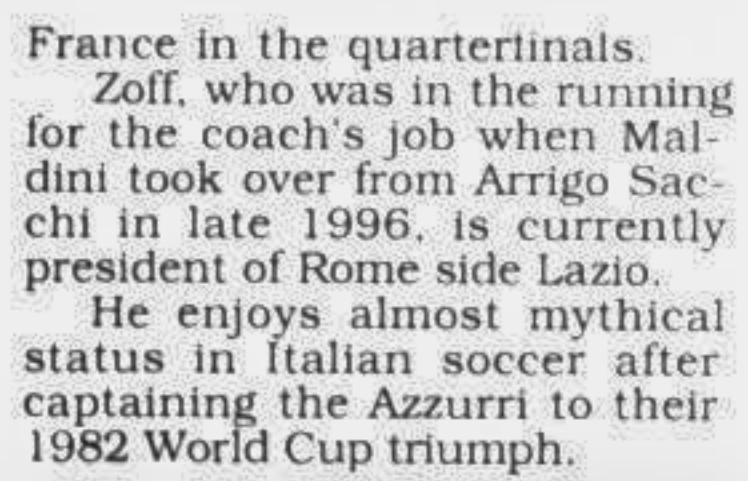 France in the quarterfinals.
Zoff, who was in the running
for the coach's job when Mal-
dini took over from Arrigo Sac-
chi in late 1996, is currently
president of Rome side Lazio.
He enjoys almost mythical
status in Italian soccer after
captaining the Azzurri to their
1982 World Cup triumph.